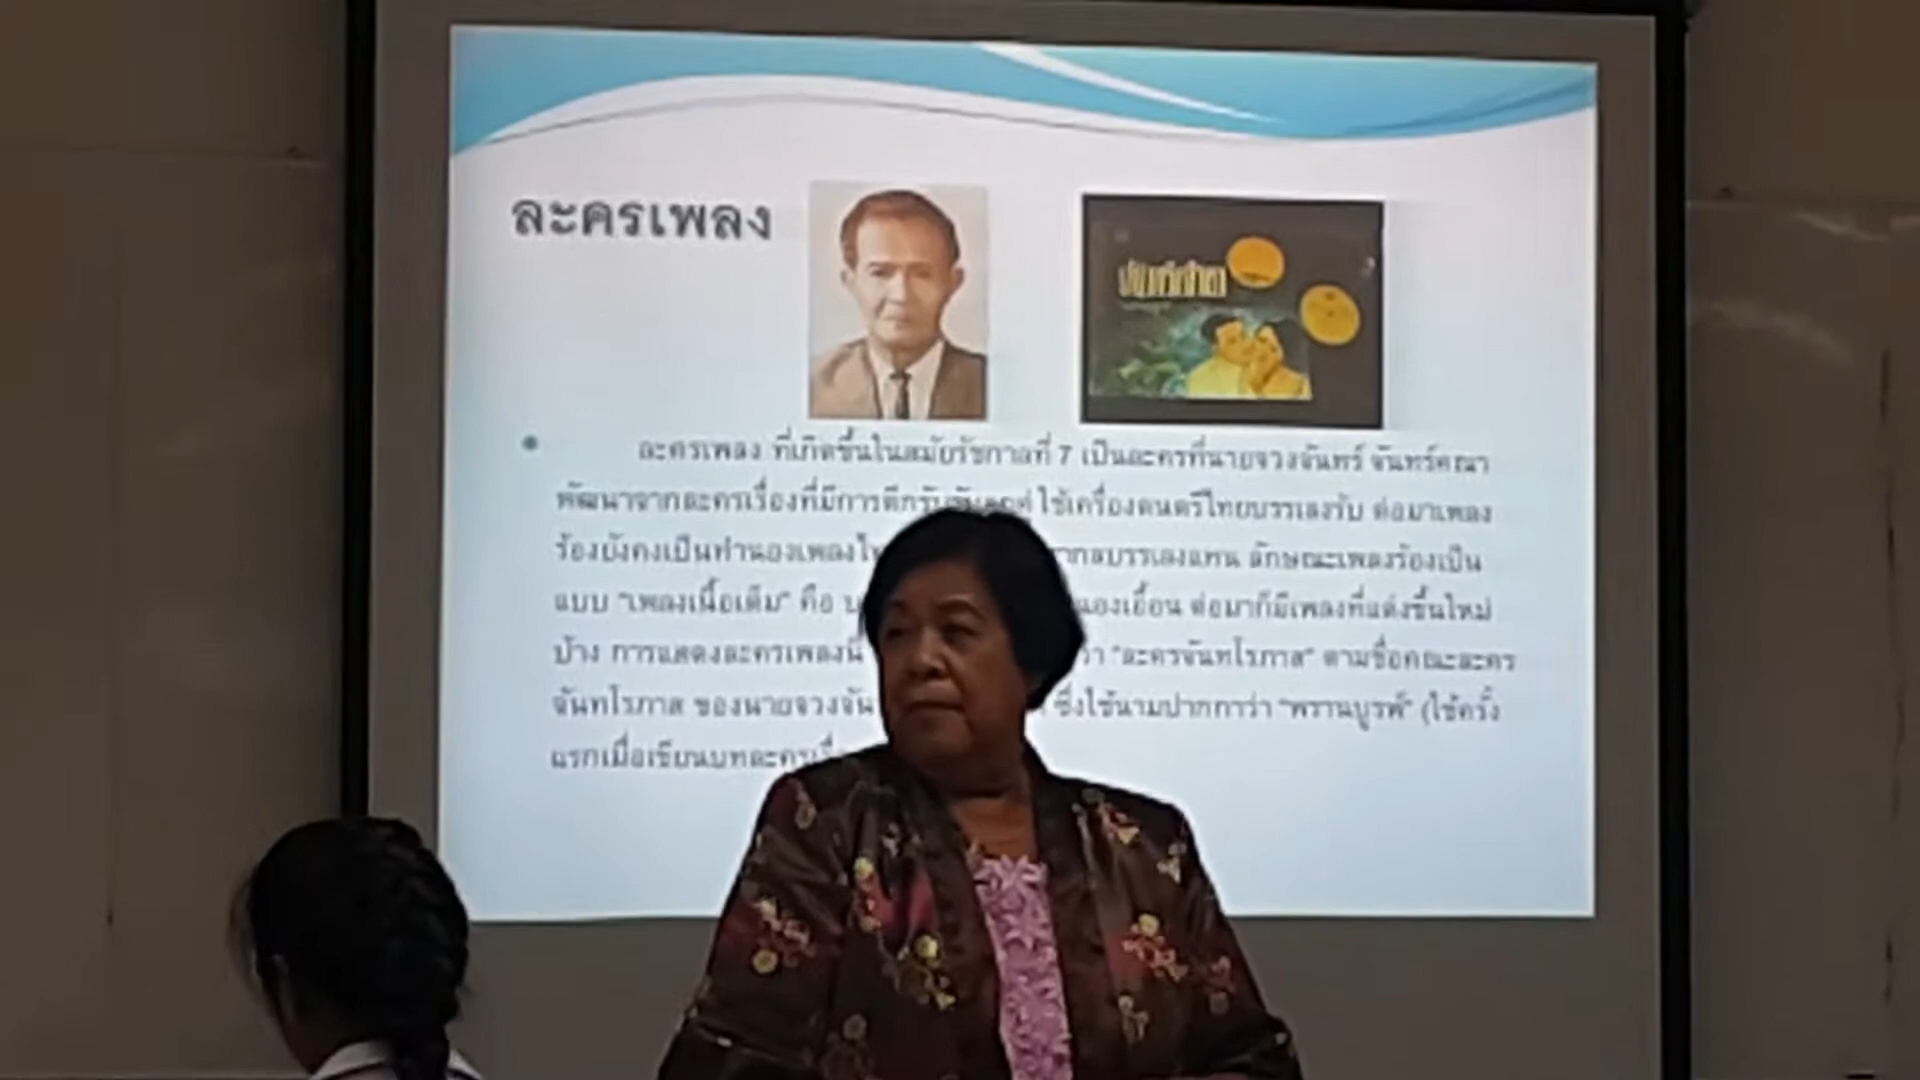 ละครเพลง
ละครเพลง ที่เกิดขึ้นในสมัยรัชกาลที่ 7 เป็นละครที่นายจวงจันทร์ จันทร์คณา
พัฒนาจากละครเรื่องที่มีการตีกรับ ใช้เครื่องดนตรีไทยบรรเลงรับ ต่อมาเพลง
ร้องยังคงเป็นทำนองเพลง บรรเลงแทน ลักษณะเพลงร้องเป็น
แบบ "เพลงเนื้อเต็ม" คือ ต่อมาก็มีเพลงที่แต่งขึ้นใหม่
บ้าง การแสดงละครเพลงนี้ "ละครจันทโรภาส" ตามชื่อคณะละคร
จันทโรภาส ของนายจวงจัน ซึ่งใช้นามปากกาว่า "พรานบูรพ์" (ใช้ครั้ง
แรกเมื่อเขียนบทละคร